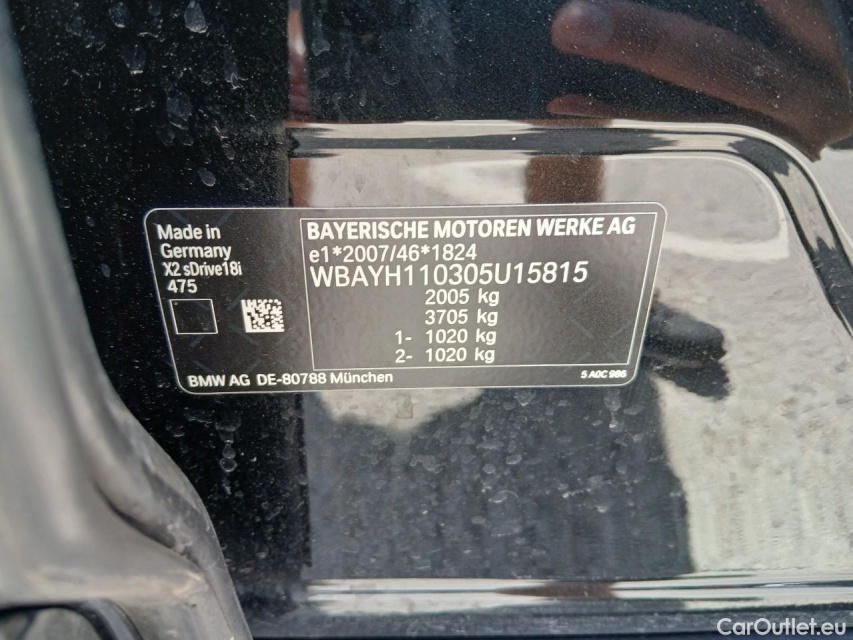 Made in
Germany
X2 sDrive18i
475
BAYERISCHE MOTOREN WERKE AG
e1*2007/46*1824
WBAYH110305U15815
2005 kg
3705 kg
1- 1020 kg
2- 1020 kg
BMW AG DE-80788 München
5 A0C 986
CarOutlet.eu